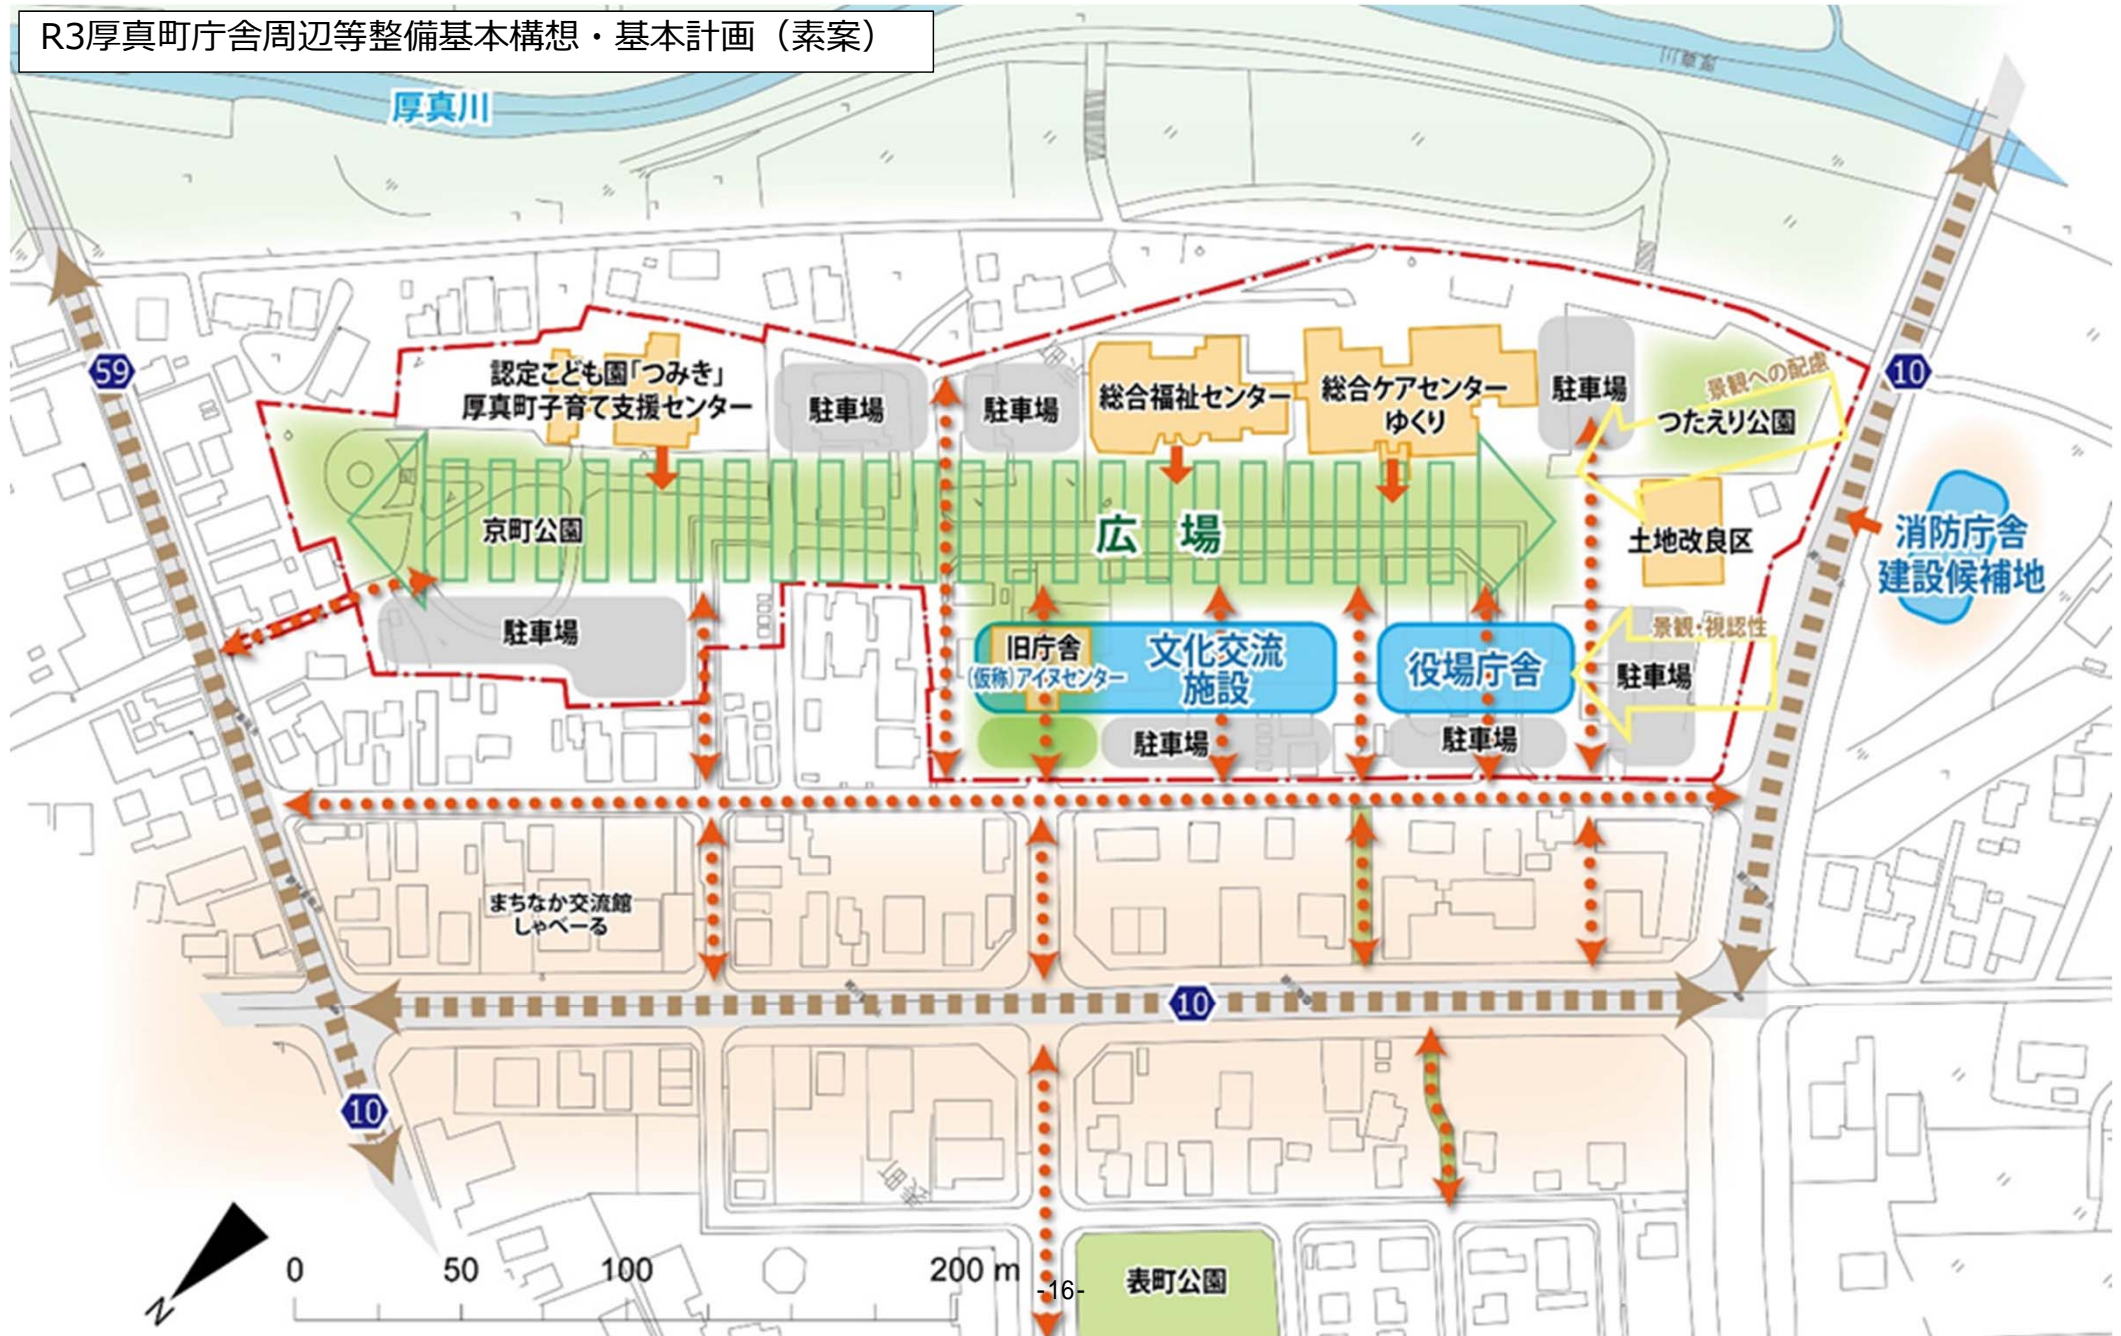 R3厚真町庁舎周辺等整備基本構想・基本計画（素案）
厚真川
59
10
認定こども園「つみき」
厚真町子育て支援センター
駐車場
駐車場
総合福祉センター
総合ケアセンター
ゆくり
駐車場
景観への配慮
つたえり公園
京町公園
広 場
土地改良区
消防庁舎
建設候補地
駐車場
旧庁舎
(仮称)アイヌセンター
文化交流
施設
役場庁舎
景観・視認性
駐車場
駐車場
駐車場
まちなか交流館
しゃべーる
10
10
表町
N
0 50 100 200 m
-16-
表町公園